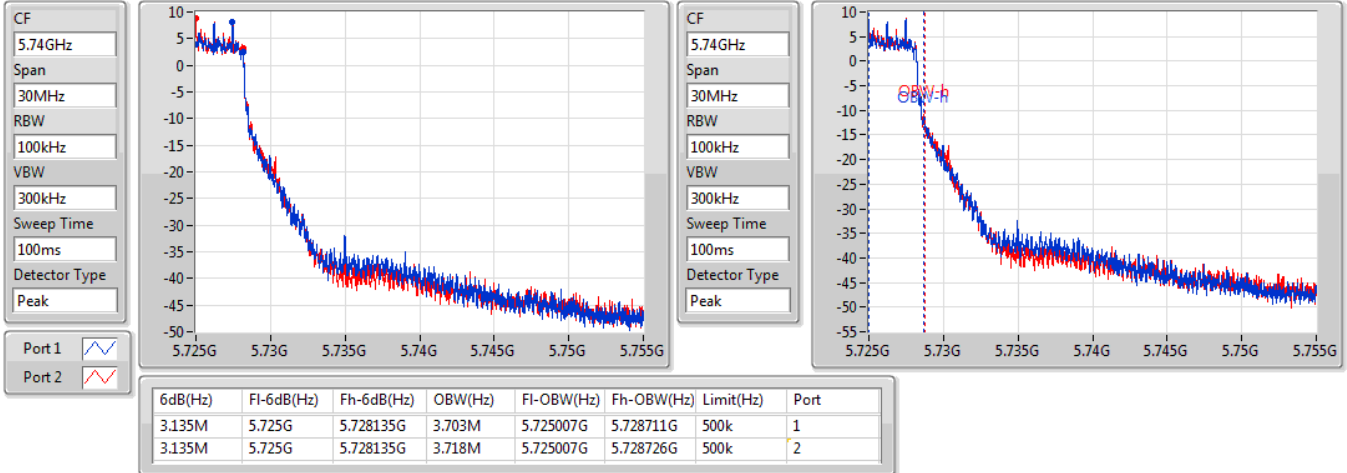 CF
5.74GHz
Span
30MHz
RBW
100kHz
VBW
300kHz
Sweep Time
100ms
Detector Type
Peak
Port 1
Port 2
10
5
0
-5
-10
-15
-20
-25
-30
-35
-40
-45
-50
5.725G 5.73G 5.735G 5.74G 5.745G 5.75G 5.755G
CF
5.74GHz
Span
30MHz
RBW
100kHz
VBW
300kHz
Sweep Time
100ms
Detector Type
Peak
10
5
0
-5
-10
-15
-20
-25
-30
-35
-40
-45
-50
-55
OBW-h
OBW-h
5.725G 5.73G 5.735G 5.74G 5.745G 5.75G 5.755G
6dB(Hz) Fl-6dB(Hz) Fh-6dB(Hz) OBW(Hz) Fl-OBW(Hz) Fh-OBW(Hz) Limit(Hz) Port
3.135M 5.725G 5.728135G 3.703M 5.725007G 5.728711G 500k 1
3.135M 5.725G 5.728135G 3.718M 5.725007G 5.728726G 500k 2